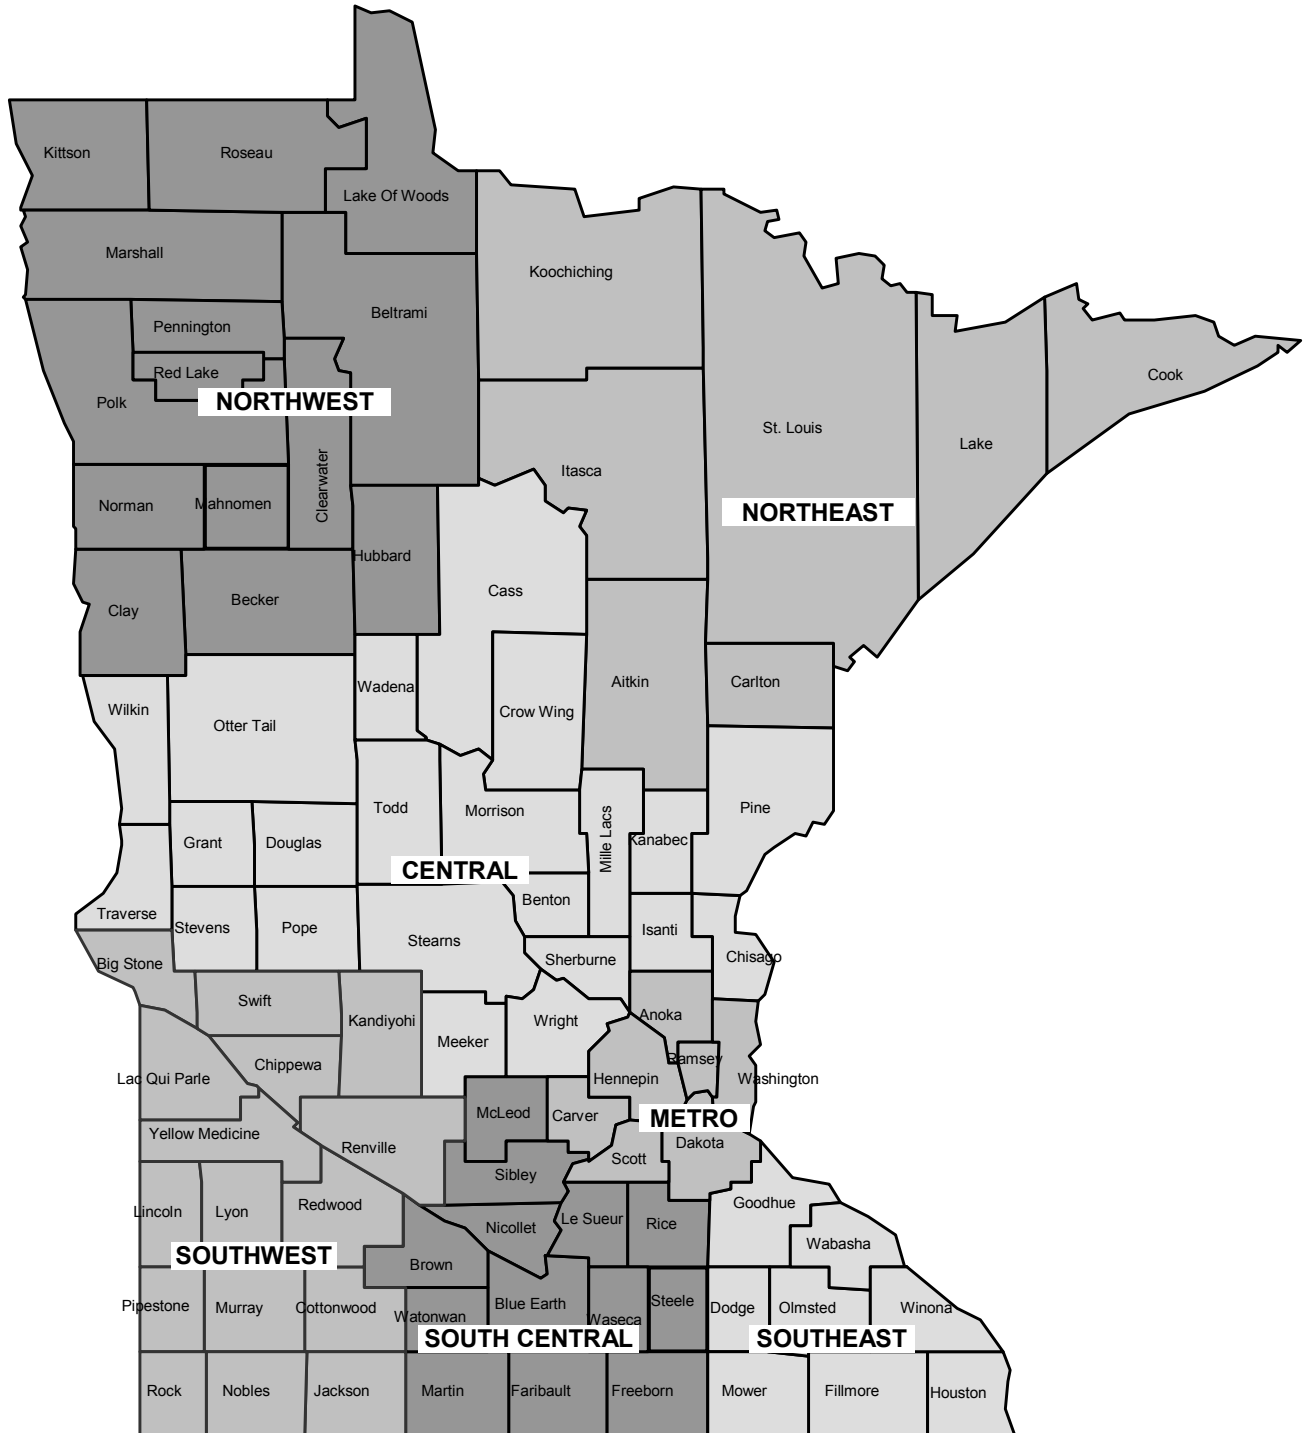 Kittson
Roseau
Lake Of Woods
Marshall
Koochiching
Beltrami
Pennington
Red Lake
Polk
NORTHWEST
Cook
St. Louis
Lake
Itasca
Clearwater
Norman
Mahnomen
NORTHEAST
Hubbard
Cass
Becker
Clay
Wadena
Aitkin
Carlton
Wilkin
Otter Tail
Crow Wing
Todd
Morrison
Mille Lacs
Pine
Grant
Douglas
Kanabec
CENTRAL
Benton
Traverse
Stevens
Pope
Stearns
Isanti
Sherburne
Chisago
Big Stone
Swift
Kandiyohi
Wright
Anoka
Meeker
Chippewa
Ramsey
Lac Qui Parle
Hennepin
Washington
McLeod
Carver
METRO
Yellow Medicine
Renville
Dakota
Scott
Sibley
Lincoln
Lyon
Redwood
Nicollet
Le Sueur
Rice
Goodhue
Wabasha
SOUTHWEST
Brown
Pipestone
Murray
Cottonwood
Watonwan
Blue Earth
Waseca
Steele
Dodge
Olmsted
Winona
SOUTH CENTRAL
SOUTHEAST
Rock
Nobles
Jackson
Martin
Faribault
Freeborn
Mower
Fillmore
Houston